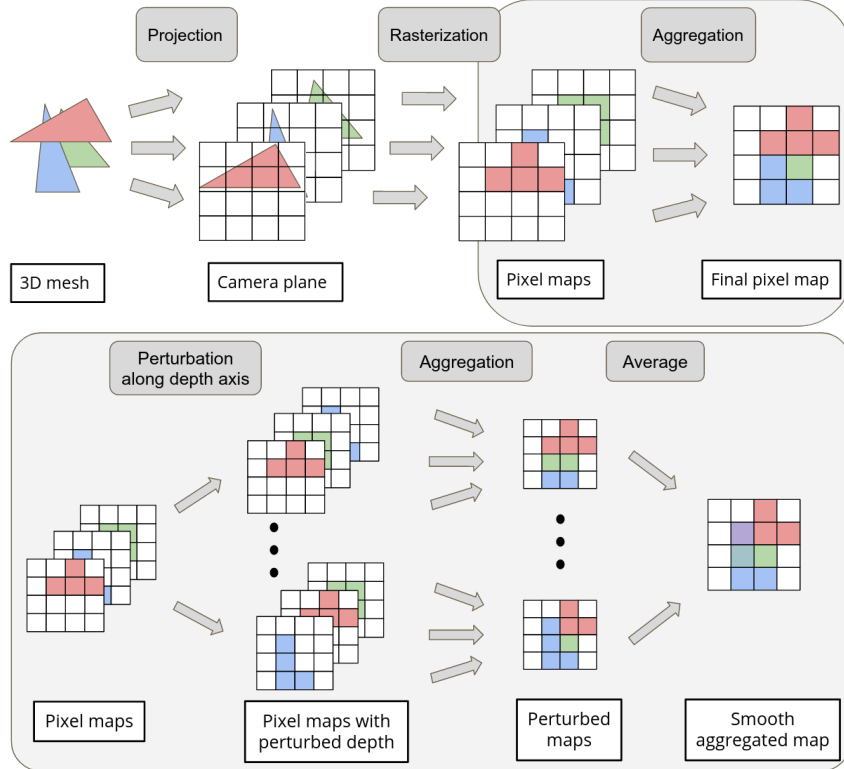 Projection
Rasterization
Aggregation
3D mesh
Camera plane
Pixel maps
Final pixel map
Perturbation
along depth axis
Aggregation
Average
Pixel maps
Pixel maps with
perturbed depth
Perturbed
maps
Smooth
aggregated map